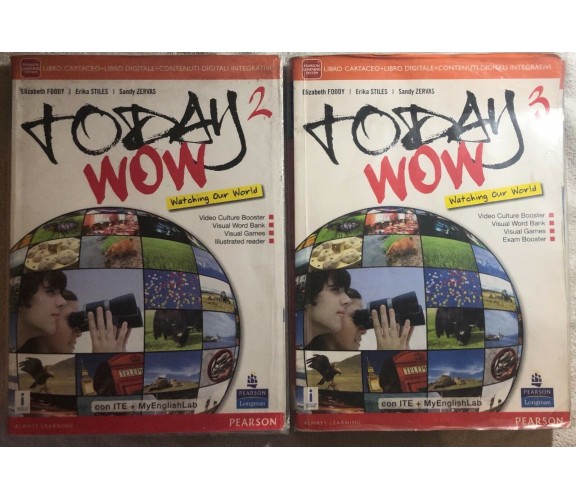 LIBRO CARTACEO+LIBRO DIGITALE+CONTENUTI DIGITALI INTEGRATIVI
Elizabeth FOODY / Erika STILES / Sandy ZERVAS
TODAY 2
WOW
Watching Our World
Video Culture Booster
Visual Word Bank
Visual Games
Illustrated reader
con ITE + MyEnglishLab
PEARSON
Longman
ALWAYS LEARNING
PEARSON
LIBRO CARTACEO+LIBRO DIGITALE+CONTENUTI DIGITALI INTEGRATIVI
Elizabeth FOODY / Erika STILES / Sandy ZERVAS
TODAY 3
WOW
Watching Our World
Video Culture Booster
Visual Word Bank
Visual Games
Exam Booster
con ITE + MyEnglishLab
PEARSON
Longman
ALWAYS LEARNING
PEARSON